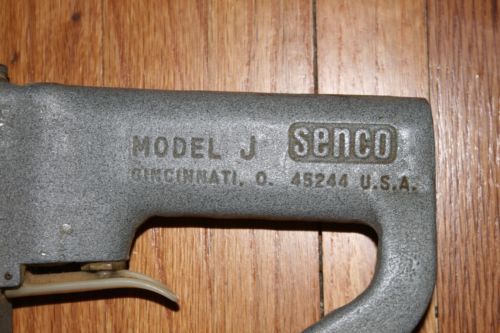 MODEL J senco
CINCINNATI, O. 45244 U.S.A.